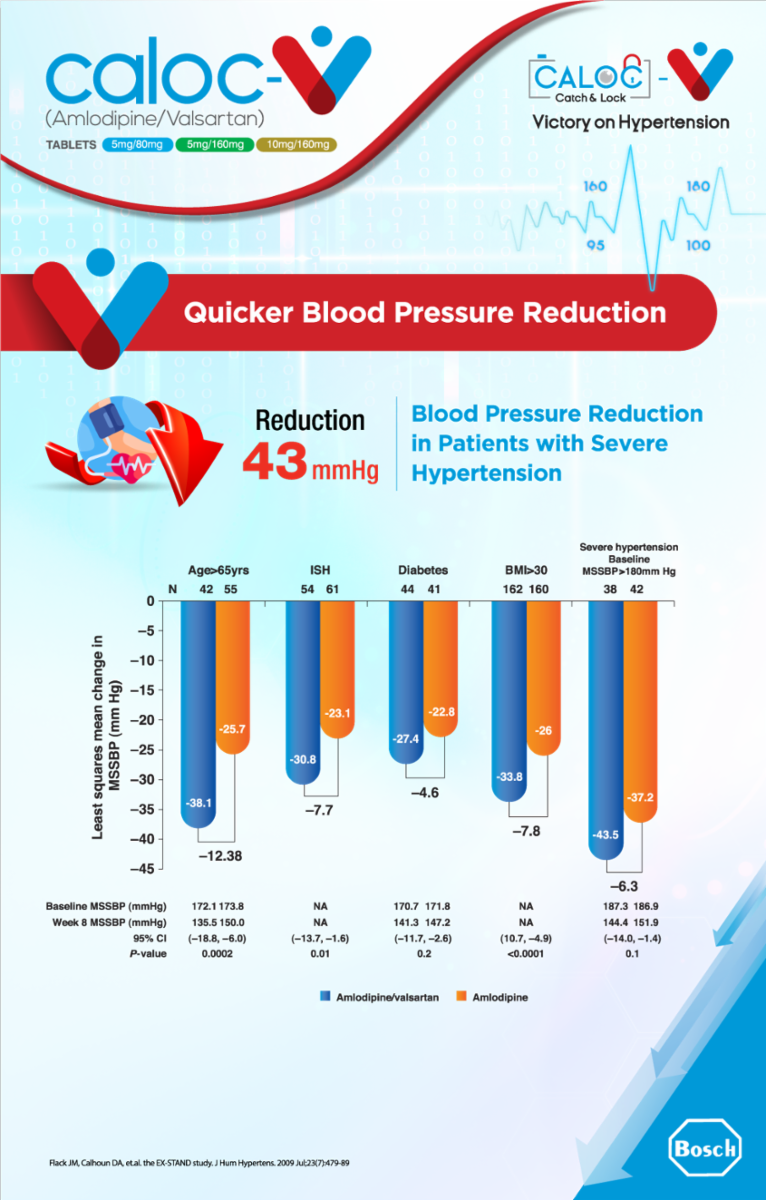 caloc-V
(Amlodipine/Valsartan)
TABLETS 5mg/80mg 5mg/160mg 10mg/160mg
CALOC - V
Catch & Lock
Victory on Hypertension
160 180
95 100
Quicker Blood Pressure Reduction
Reduction
43 mmHg
Blood Pressure Reduction
in Patients with Severe
Hypertension
Severe hypertension
Baseline
Age>65yrs ISH Diabetes BMI>30 MSSBP>180mm Hg
N 42 55 54 61 44 41 162 160 38 42
Least squares mean change in
MSSBP (mm Hg)
0
–5
–10
–15
–20
–25
–30
–35
–40
–45
-38.1 -25.7
–12.38
-30.8 -23.1
–7.7
-27.4 -22.8
–4.6
-33.8 -26
–7.8
-43.5 -37.2
–6.3
Baseline MSSBP (mmHg) 172.1 173.8 NA 170.7 171.8 NA 187.3 186.9
Week 8 MSSBP (mmHg) 135.5 150.0 NA 141.3 147.2 NA 144.4 151.9
95% CI (–18.8, –6.0) (–13.7, –1.6) (–11.7, –2.6) (10.7, –4.9) (–14.0, –1.4)
P-value 0.0002 0.01 0.2 <0.0001 0.1
Amlodipine/valsartan Amlodipine
Flack JM, Calhoun DA, et.al. the EX-STAND study. J Hum Hypertens. 2009 Jul;23(7):479-89
Bosch